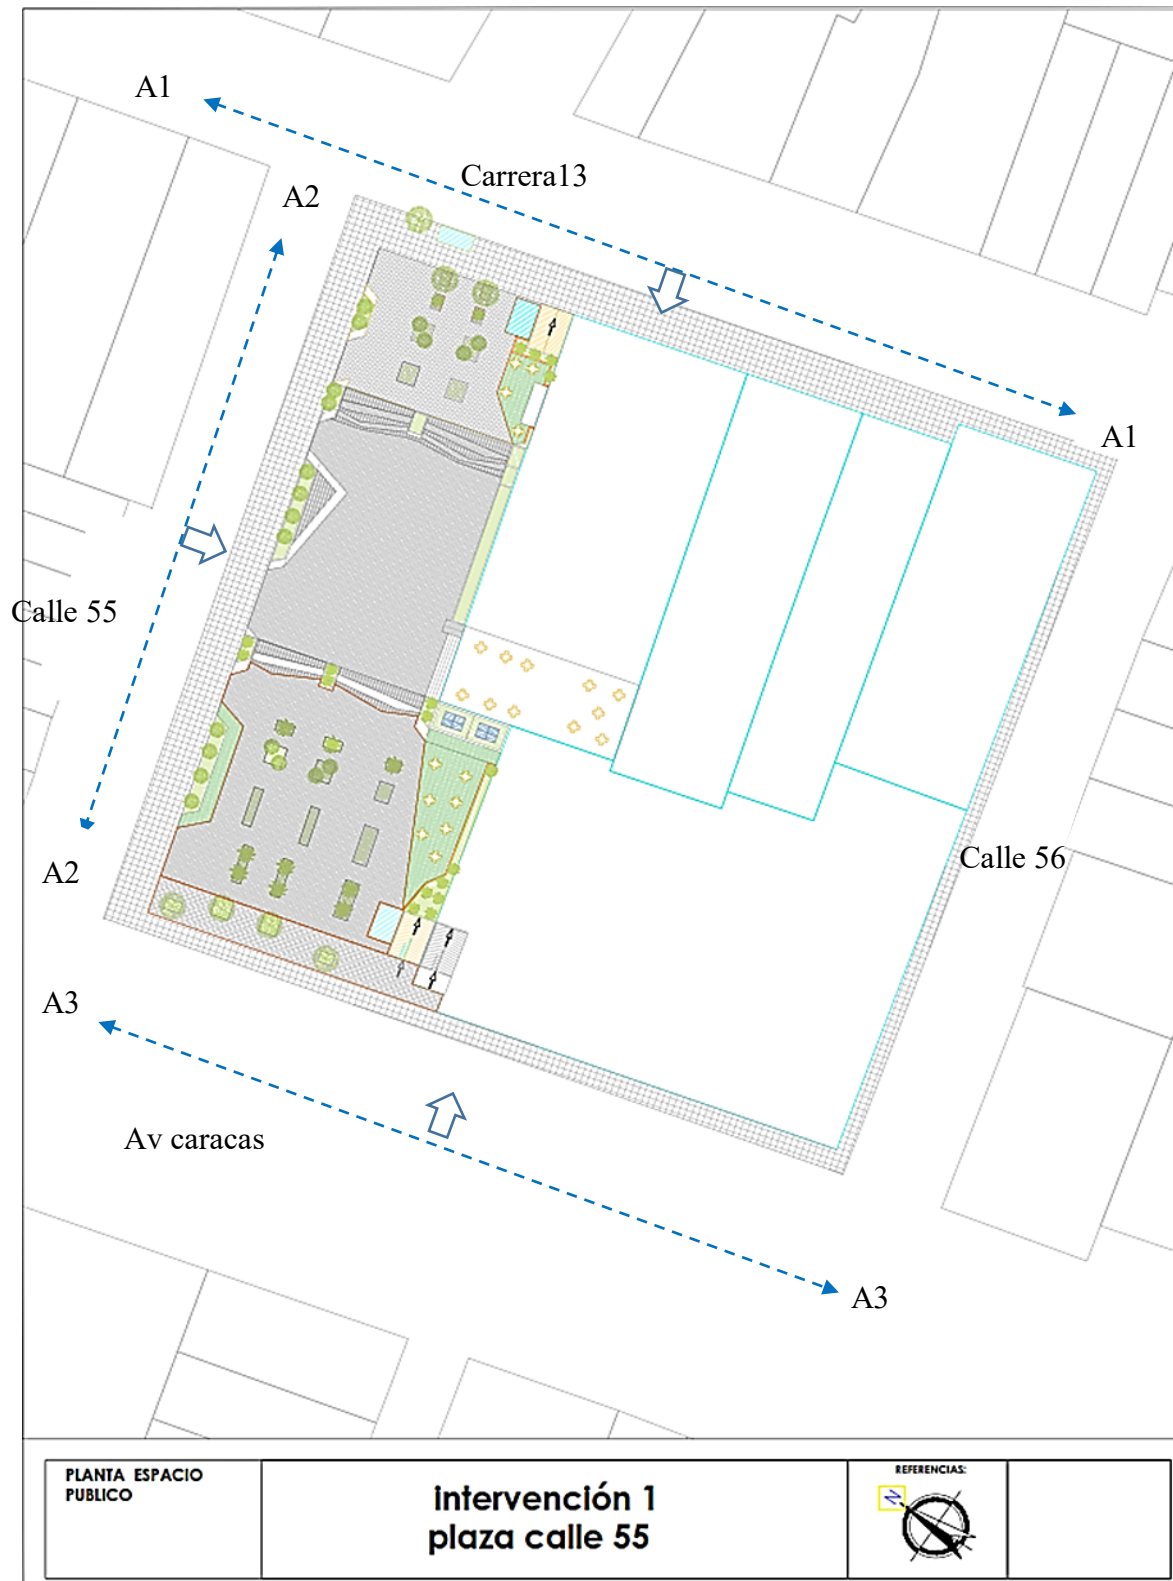 A1
Carrera13
A2
A1
Calle 55
Calle 56
A2
A3
Av caracas
A3
PLANTA ESPACIO
PUBLICO
intervención 1
plaza calle 55
REFERENCIAS:
N